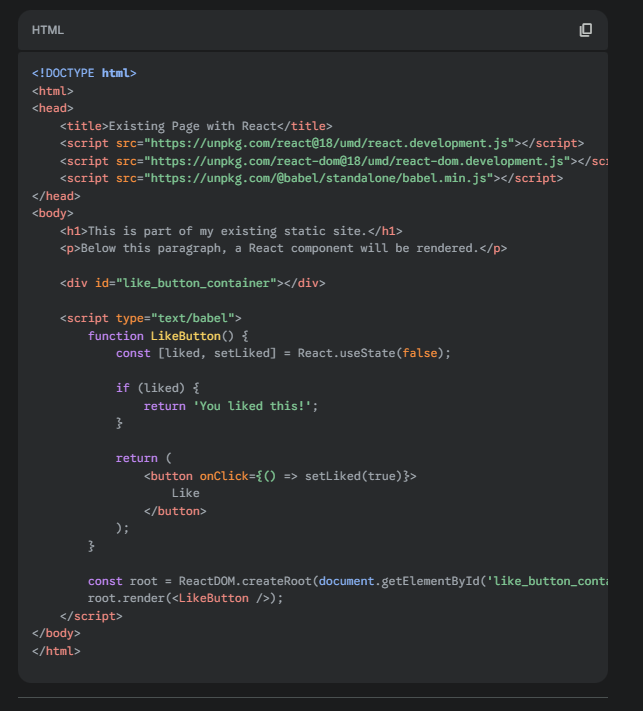 HTML
<!DOCTYPE html>
<html>
<head>
    <title>Existing Page with React</title>
    <script src="https://unpkg.com/react@18/umd/react.development.js"></script>
    <script src="https://unpkg.com/react-dom@18/umd/react-dom.development.js"></scr
    <script src="https://unpkg.com/@babel/standalone/babel.min.js"></script>
</head>
<body>
    <h1>This is part of my existing static site.</h1>
    <p>Below this paragraph, a React component will be rendered.</p>
    <div id="like_button_container"></div>
    <script type="text/babel">
        function LikeButton() {
            const [liked, setLiked] = React.useState(false);
            if (liked) {
                return 'You liked this!';
            }
            return (
                <button onClick={() => setLiked(true)}>
                    Like
                </button>
            );
        }
        const root = ReactDOM.createRoot(document.getElementById('like_button_conta
        root.render(<LikeButton />);
    </script>
</body>
</html>